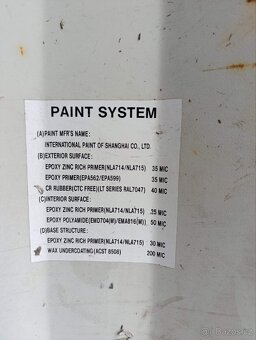 PAINT SYSTEM
(A)PAINT MFR'S NAME :
INTERNATIONAL PAINT OF SHANGHAI CO., LTD.
(B)EXTERIOR SURFACE :
EPOXY ZINC RICH PRIMER(NLA714/NLA715) 35 MIC
EPOXY PRIMER(EPA562/EPA599) 35 MIC
CR RUBBER(CTC FREE)(LT SERIES RAL7047) 40 MIC
(C)INTERIOR SURFACE :
EPOXY ZINC RICH PRIMER(NLA714/NLA715) 25 MIC
EPOXY POLYAMIDE(EMD704(M)/EMA816(M)) 50 MIC
(D)BASE STRUCTURE :
EPOXY ZINC RICH PRIMER(NLA714/NLA715) 30 MIC
WAX UNDERCOATING(ACST 8508) 200 MIC